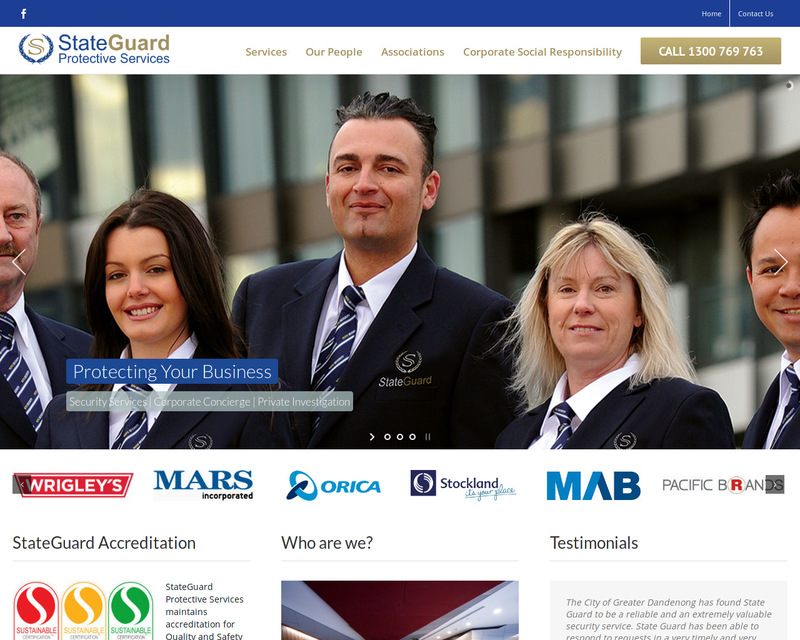 Home
Contact Us
StateGuard
Protective Services
Services
Our People
Associations
Corporate Social Responsibility
CALL 1300 769 763
StateGuard
Protecting Your Business
Security Services | Corporate Concierge | Private Investigation
WRIGLEY'S
MARS
incorporated
ORICA
Stockland
it's your place
MAB
PACIFIC BRANDS
StateGuard Accreditation
Who are we?
Testimonials
SUSTAINABLE
CERTIFICATION
SUSTAINABLE
CERTIFICATION
SUSTAINABLE
CERTIFICATION
StateGuard
Protective Services
maintains
accreditation for
Quality and Safety
The City of Greater Dandenong has found State
Guard to be a reliable and an extremely valuable
security service. State Guard has been able to
respond to requests in a very timely and very